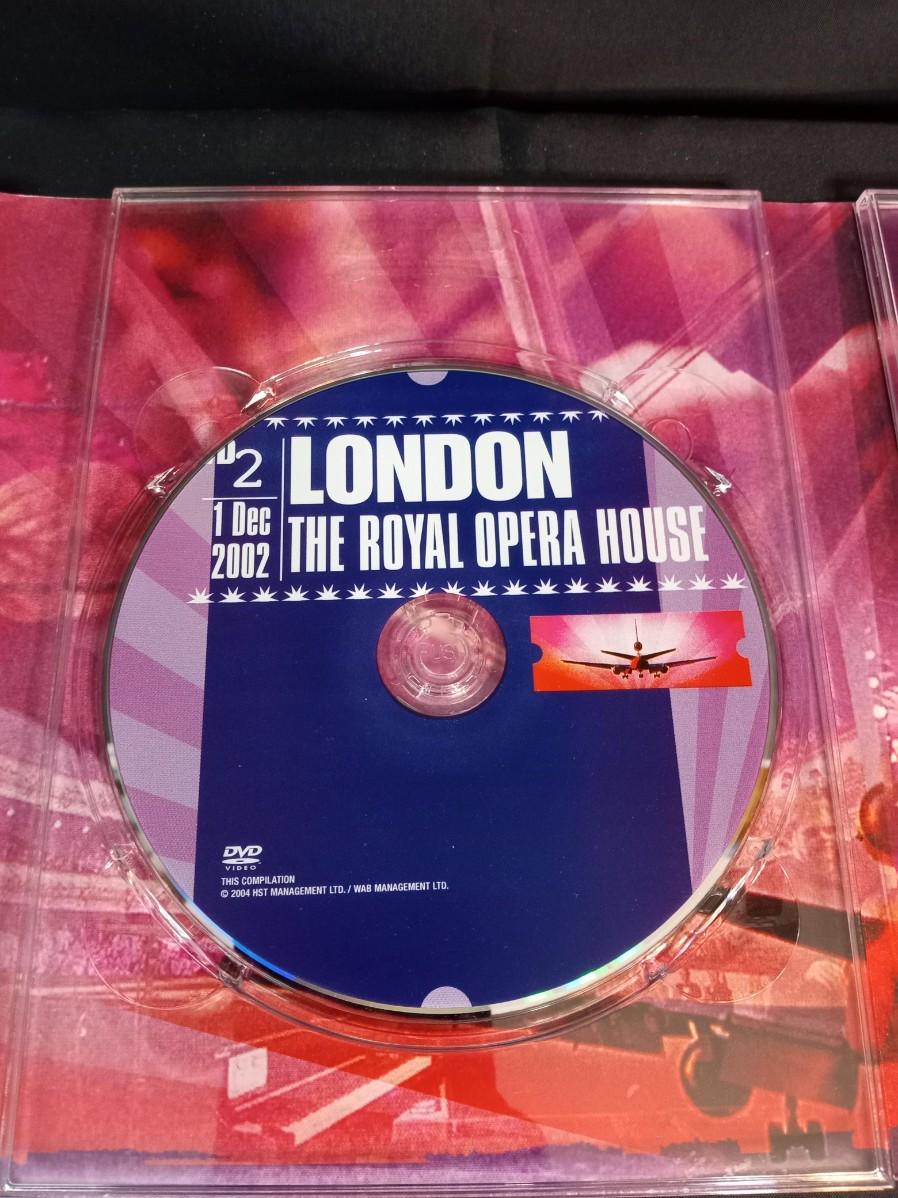 2
1 Dec
2002
LONDON
THE ROYAL OPERA HOUSE
DVD
VIDEO
THIS COMPILATION
© 2004 HST MANAGEMENT LTD. / WAB MANAGEMENT LTD.